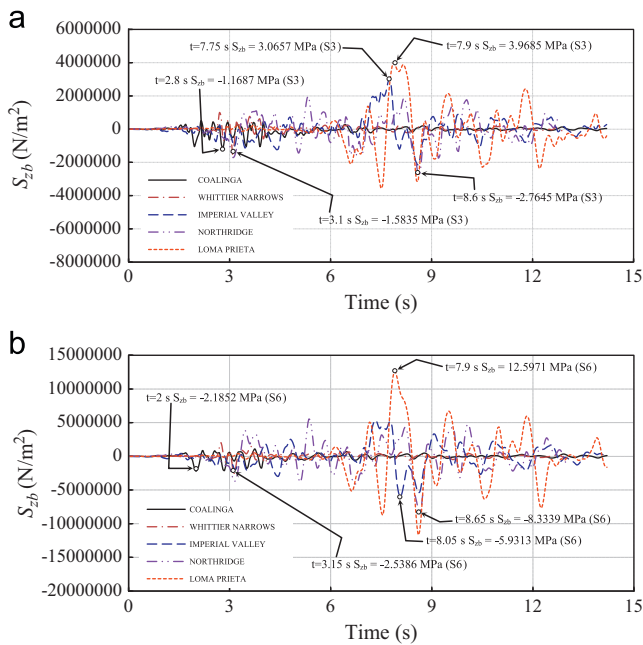 a
t=7.75 s S_zb = 3.0657 MPa (S3)
t=7.9 s S_zb = 3.9685 MPa (S3)
6000000
t=2.8 s S_zb = -1.1687 MPa (S3)
4000000
2000000
0
-2000000
-4000000
-6000000
-8000000
S_zb (N/m²)
COALINGA
WHITTIER NARROWS
IMPERIAL VALLEY
NORTHRIDGE
LOMA PRIETA
t=8.6 s S_zb = -2.7645 MPa (S3)
t=3.1 s S_zb = -1.5835 MPa (S3)
0 3 6 9 12 15
Time (s)
b
15000000
t=7.9 s S_zb = 12.5971 MPa (S6)
10000000
t=2 s S_zb = -2.1852 MPa (S6)
5000000
0
-5000000
-10000000
-15000000
-20000000
S_zb (N/m²)
COALINGA
WHITTIER NARROWS
IMPERIAL VALLEY
NORTHRIDGE
LOMA PRIETA
t=8.65 s S_zb = -8.3339 MPa (S6)
t=8.05 s S_zb = -5.9313 MPa (S6)
t=3.15 s S_zb = -2.5386 MPa (S6)
0 3 6 9 12 15
Time (s)